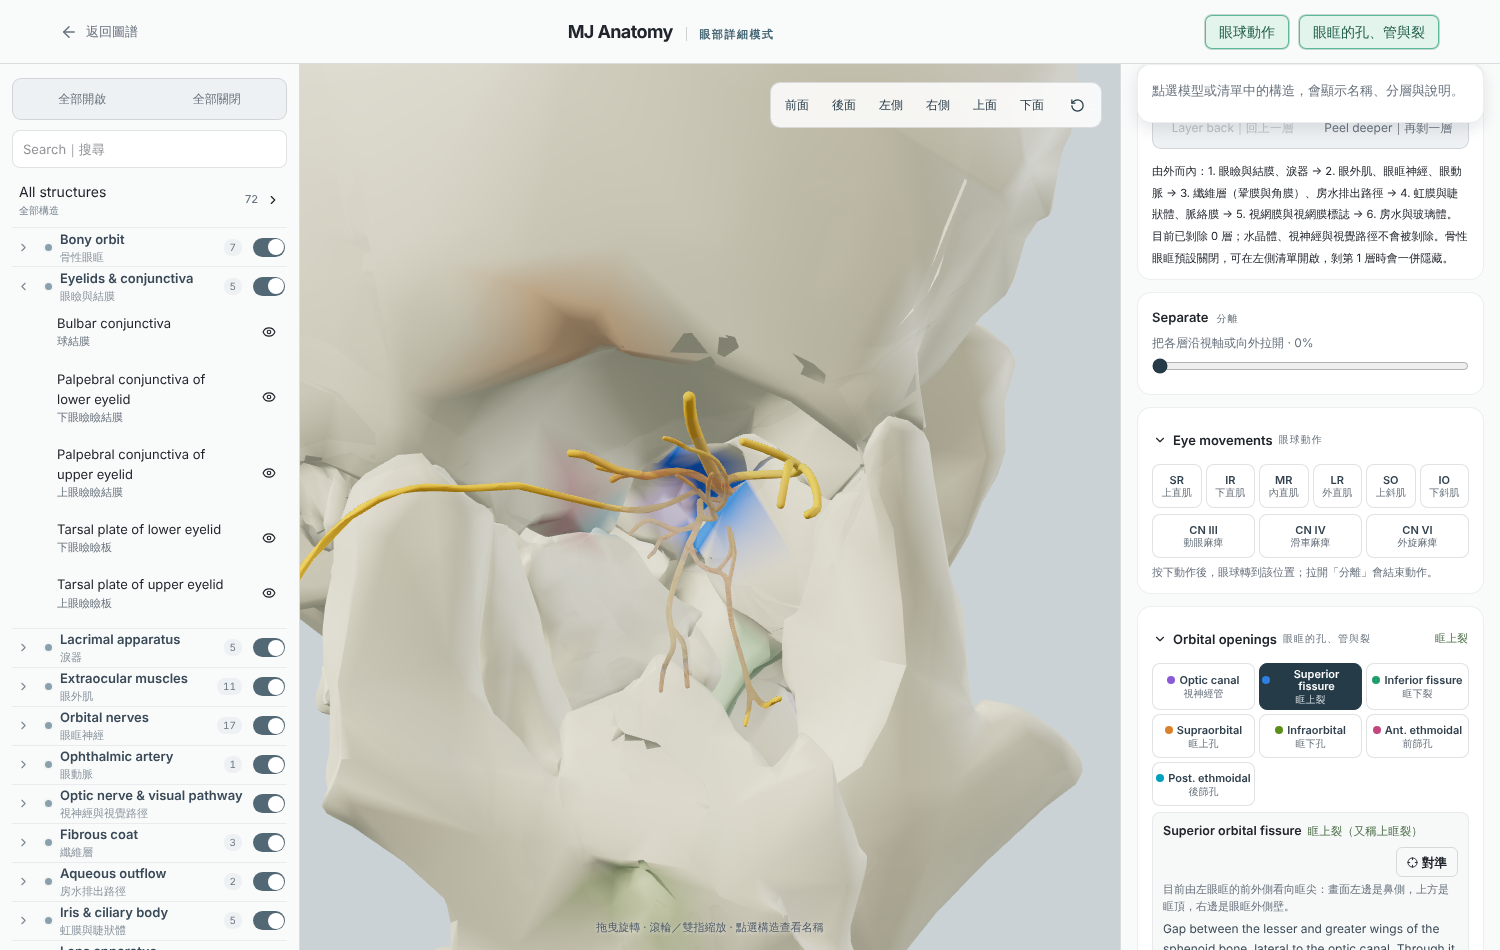 返回圖譜
MJ Anatomy
眼部詳細模式
眼球動作
眼眶的孔、管與裂
全部開啟
全部關閉
Search | 搜尋
All structures
全部構造
72
Bony orbit
骨性眼眶
7
Eyelids & conjunctiva
眼瞼與結膜
5
Bulbar conjunctiva
球結膜
Palpebral conjunctiva of
lower eyelid
下眼瞼瞼結膜
Palpebral conjunctiva of
upper eyelid
上眼瞼瞼結膜
Tarsal plate of lower eyelid
下眼瞼瞼板
Tarsal plate of upper eyelid
上眼瞼瞼板
Lacrimal apparatus
淚器
5
Extraocular muscles
眼外肌
11
Orbital nerves
眼眶神經
17
Ophthalmic artery
眼動脈
1
Optic nerve & visual pathway
視神經與視覺路徑
Fibrous coat
纖維層
3
Aqueous outflow
房水排出路徑
2
Iris & ciliary body
虹膜與睫狀體
5
前面
後面
左側
右側
上面
下面
拖曳旋轉 · 滾輪／雙指縮放 · 點選構造查看名稱
點選模型或清單中的構造，會顯示名稱、分層與說明。
Layer back | 回上一層
Peel deeper | 再剝一層
由外而內：1. 眼瞼與結膜、淚器 → 2. 眼外肌、眼眶神經、眼動
脈 → 3. 纖維層（鞏膜與角膜）、房水排出路徑 → 4. 虹膜與睫
狀體、脈絡膜 → 5. 視網膜與視網膜標誌 → 6. 房水與玻璃體。
目前已剝除 0 層；水晶體、視神經與視覺路徑不會被剝除。骨性
眼眶預設關閉，可在左側清單開啟，剝第 1 層時會一併隱藏。
Separate 分離
把各層沿視軸或向外拉開 · 0%
Eye movements 眼球動作
SR
上直肌
IR
下直肌
MR
內直肌
LR
外直肌
SO
上斜肌
IO
下斜肌
CN III
動眼麻痺
CN IV
滑車麻痺
CN VI
外旋麻痺
按下動作後，眼球轉到該位置；拉開「分離」會結束動作。
Orbital openings 眼眶的孔、管與裂
眶上裂
Optic canal
視神經管
Superior
fissure
眶上裂
Inferior fissure
眶下裂
Supraorbital
眶上孔
Infraorbital
眶下孔
Ant. ethmoidal
前篩孔
Post. ethmoidal
後篩孔
Superior orbital fissure 眶上裂（又稱上眶裂）
對準
目前由左眼眶的前外側看向眶尖：畫面左邊是鼻側，上方是
眶頂，右邊是眼眶外側壁。
Gap between the lesser and greater wings of the
sphenoid bone, lateral to the optic canal. Through it